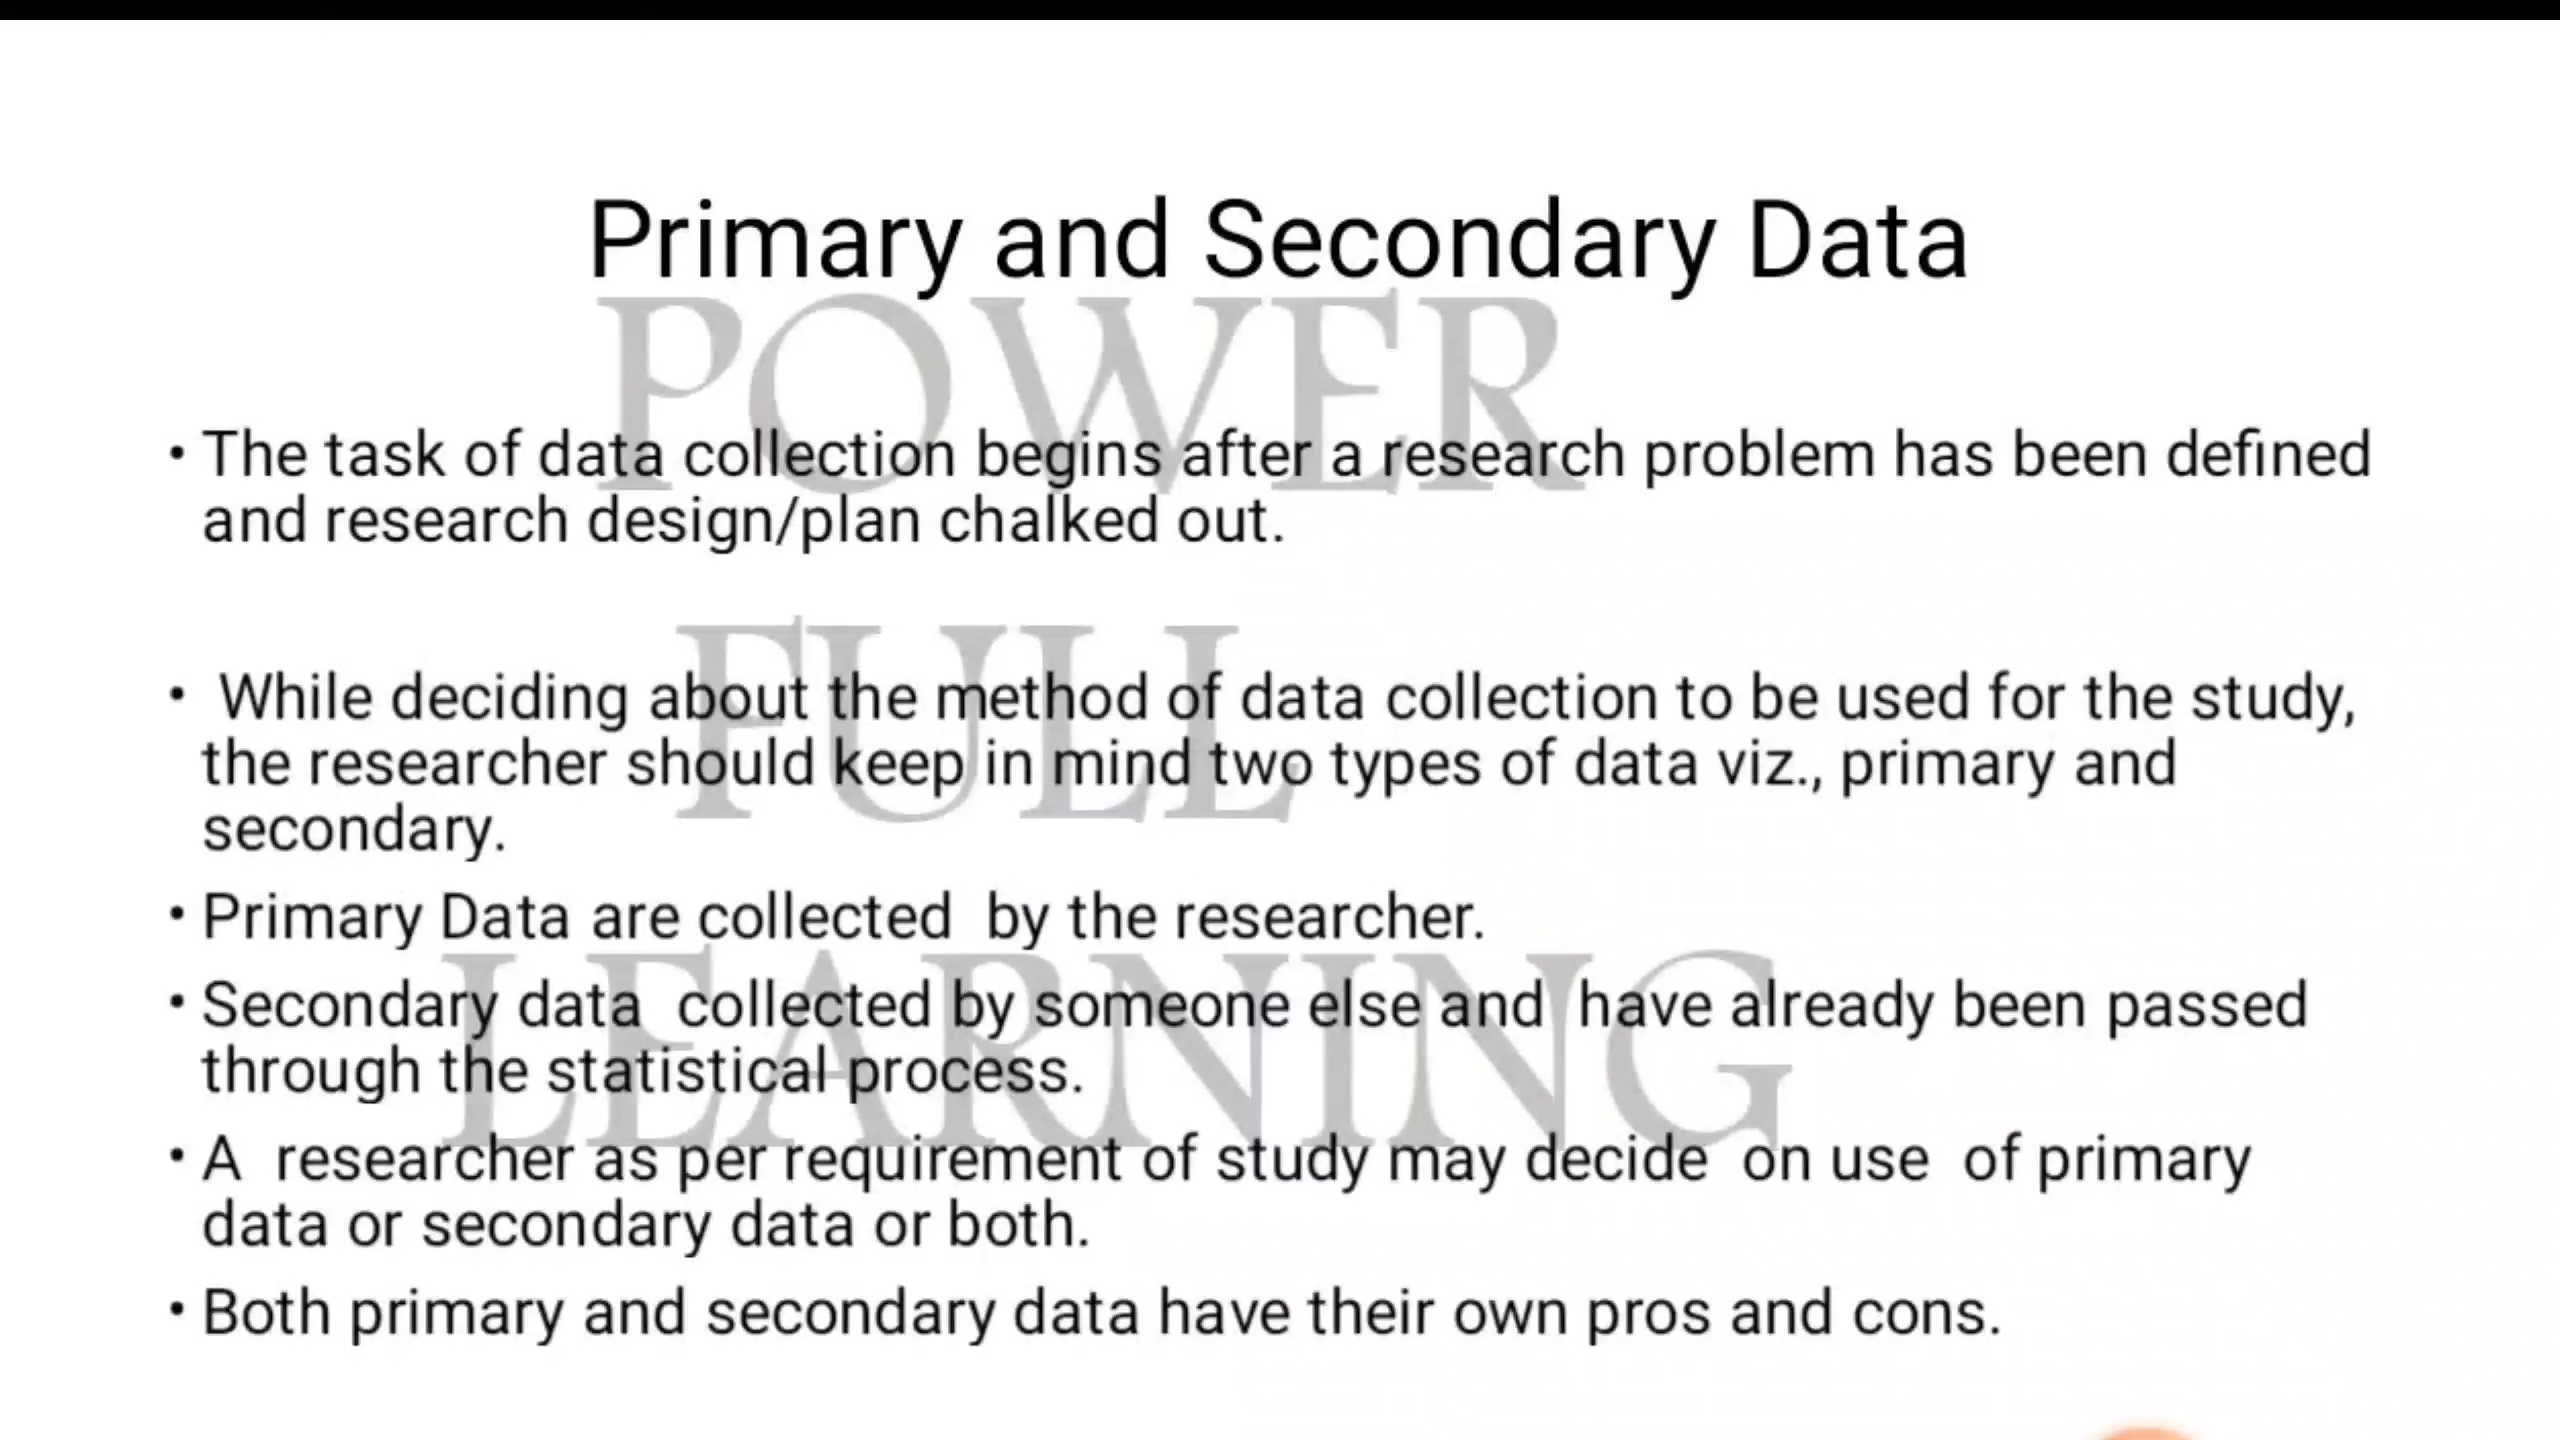 Primary and Secondary Data
POWER
• The task of data collection begins after a research problem has been defined
and research design/plan chalked out.
FULL
• While deciding about the method of data collection to be used for the study,
the researcher should keep in mind two types of data viz., primary and
secondary.
• Primary Data are collected  by the researcher.
LEARNING
• Secondary data  collected by someone else and  have already been passed
through the statistical process.
• A  researcher as per requirement of study may decide  on use  of primary
data or secondary data or both.
• Both primary and secondary data have their own pros and cons.